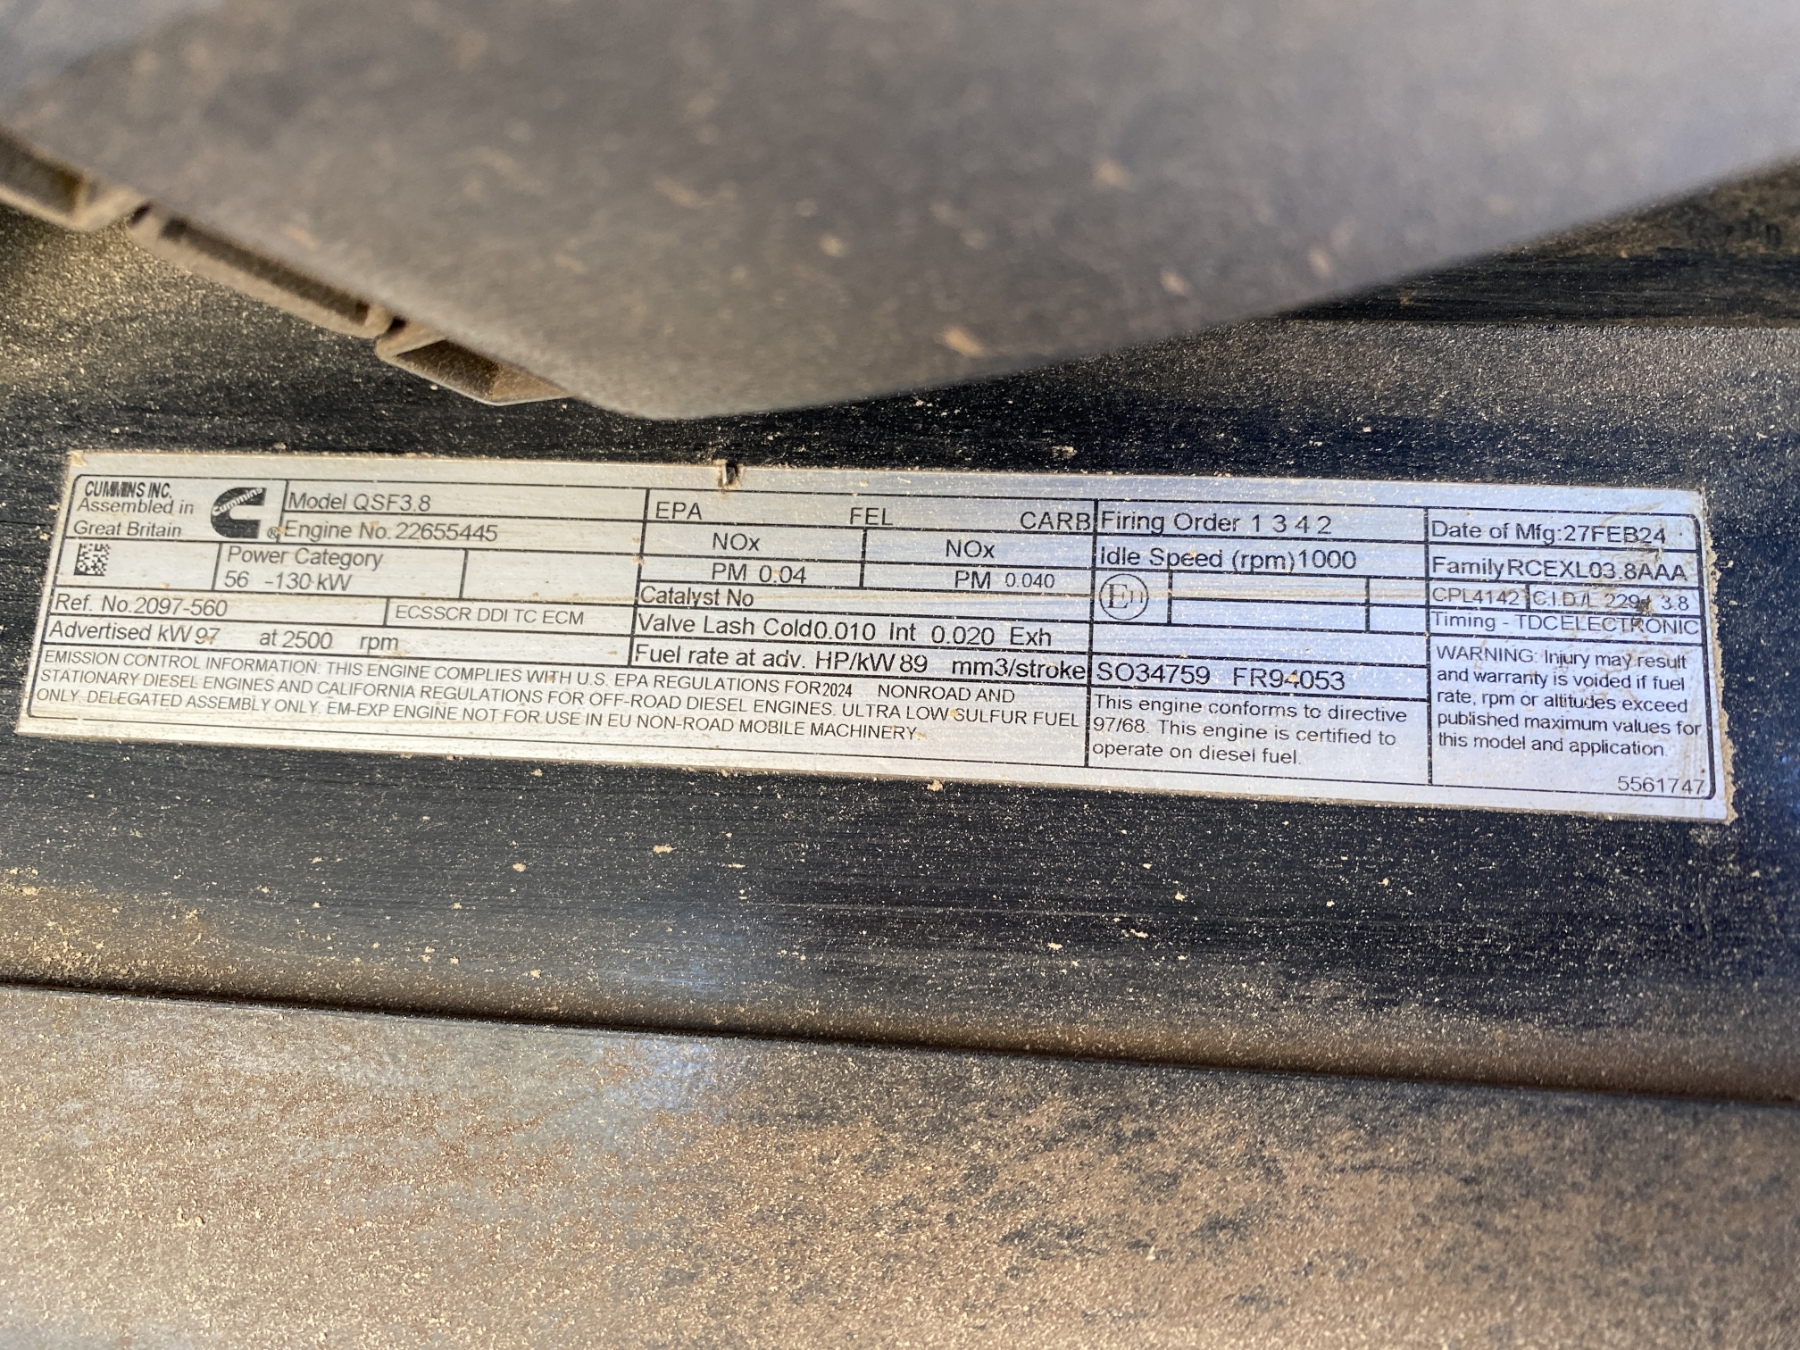 CUMMINS INC.
Assembled in
Great Britain
Cummins
®
Model QSF3.8
Engine No. 22655445
Power Category
56 -130 kW
Ref. No. 2097-560
ECSSCR DDI TC ECM
Advertised kW 97 at 2500 rpm
EPA FEL CARB
NOx NOx
PM 0.04 PM 0.040
Catalyst No
Valve Lash Cold 0.010 Int 0.020 Exh
Fuel rate at adv. HP/kW 89 mm3/stroke
EMISSION CONTROL INFORMATION: THIS ENGINE COMPLIES WITH U.S. EPA REGULATIONS FOR 2024 NONROAD AND
STATIONARY DIESEL ENGINES AND CALIFORNIA REGULATIONS FOR OFF-ROAD DIESEL ENGINES. ULTRA LOW SULFUR FUEL
ONLY. DELEGATED ASSEMBLY ONLY. EM-EXP ENGINE NOT FOR USE IN EU NON-ROAD MOBILE MACHINERY.
Firing Order 1 3 4 2
Idle Speed (rpm) 1000
E11
SO34759 FR94053
This engine conforms to directive
97/68. This engine is certified to
operate on diesel fuel.
Date of Mfg: 27FEB24
Family RCEXL03.8AAA
CPL 4142 C.I.D./L 229/ 3.8
Timing - TDC ELECTRONIC
WARNING: Injury may result
and warranty is voided if fuel
rate, rpm or altitudes exceed
published maximum values for
this model and application.
5561747